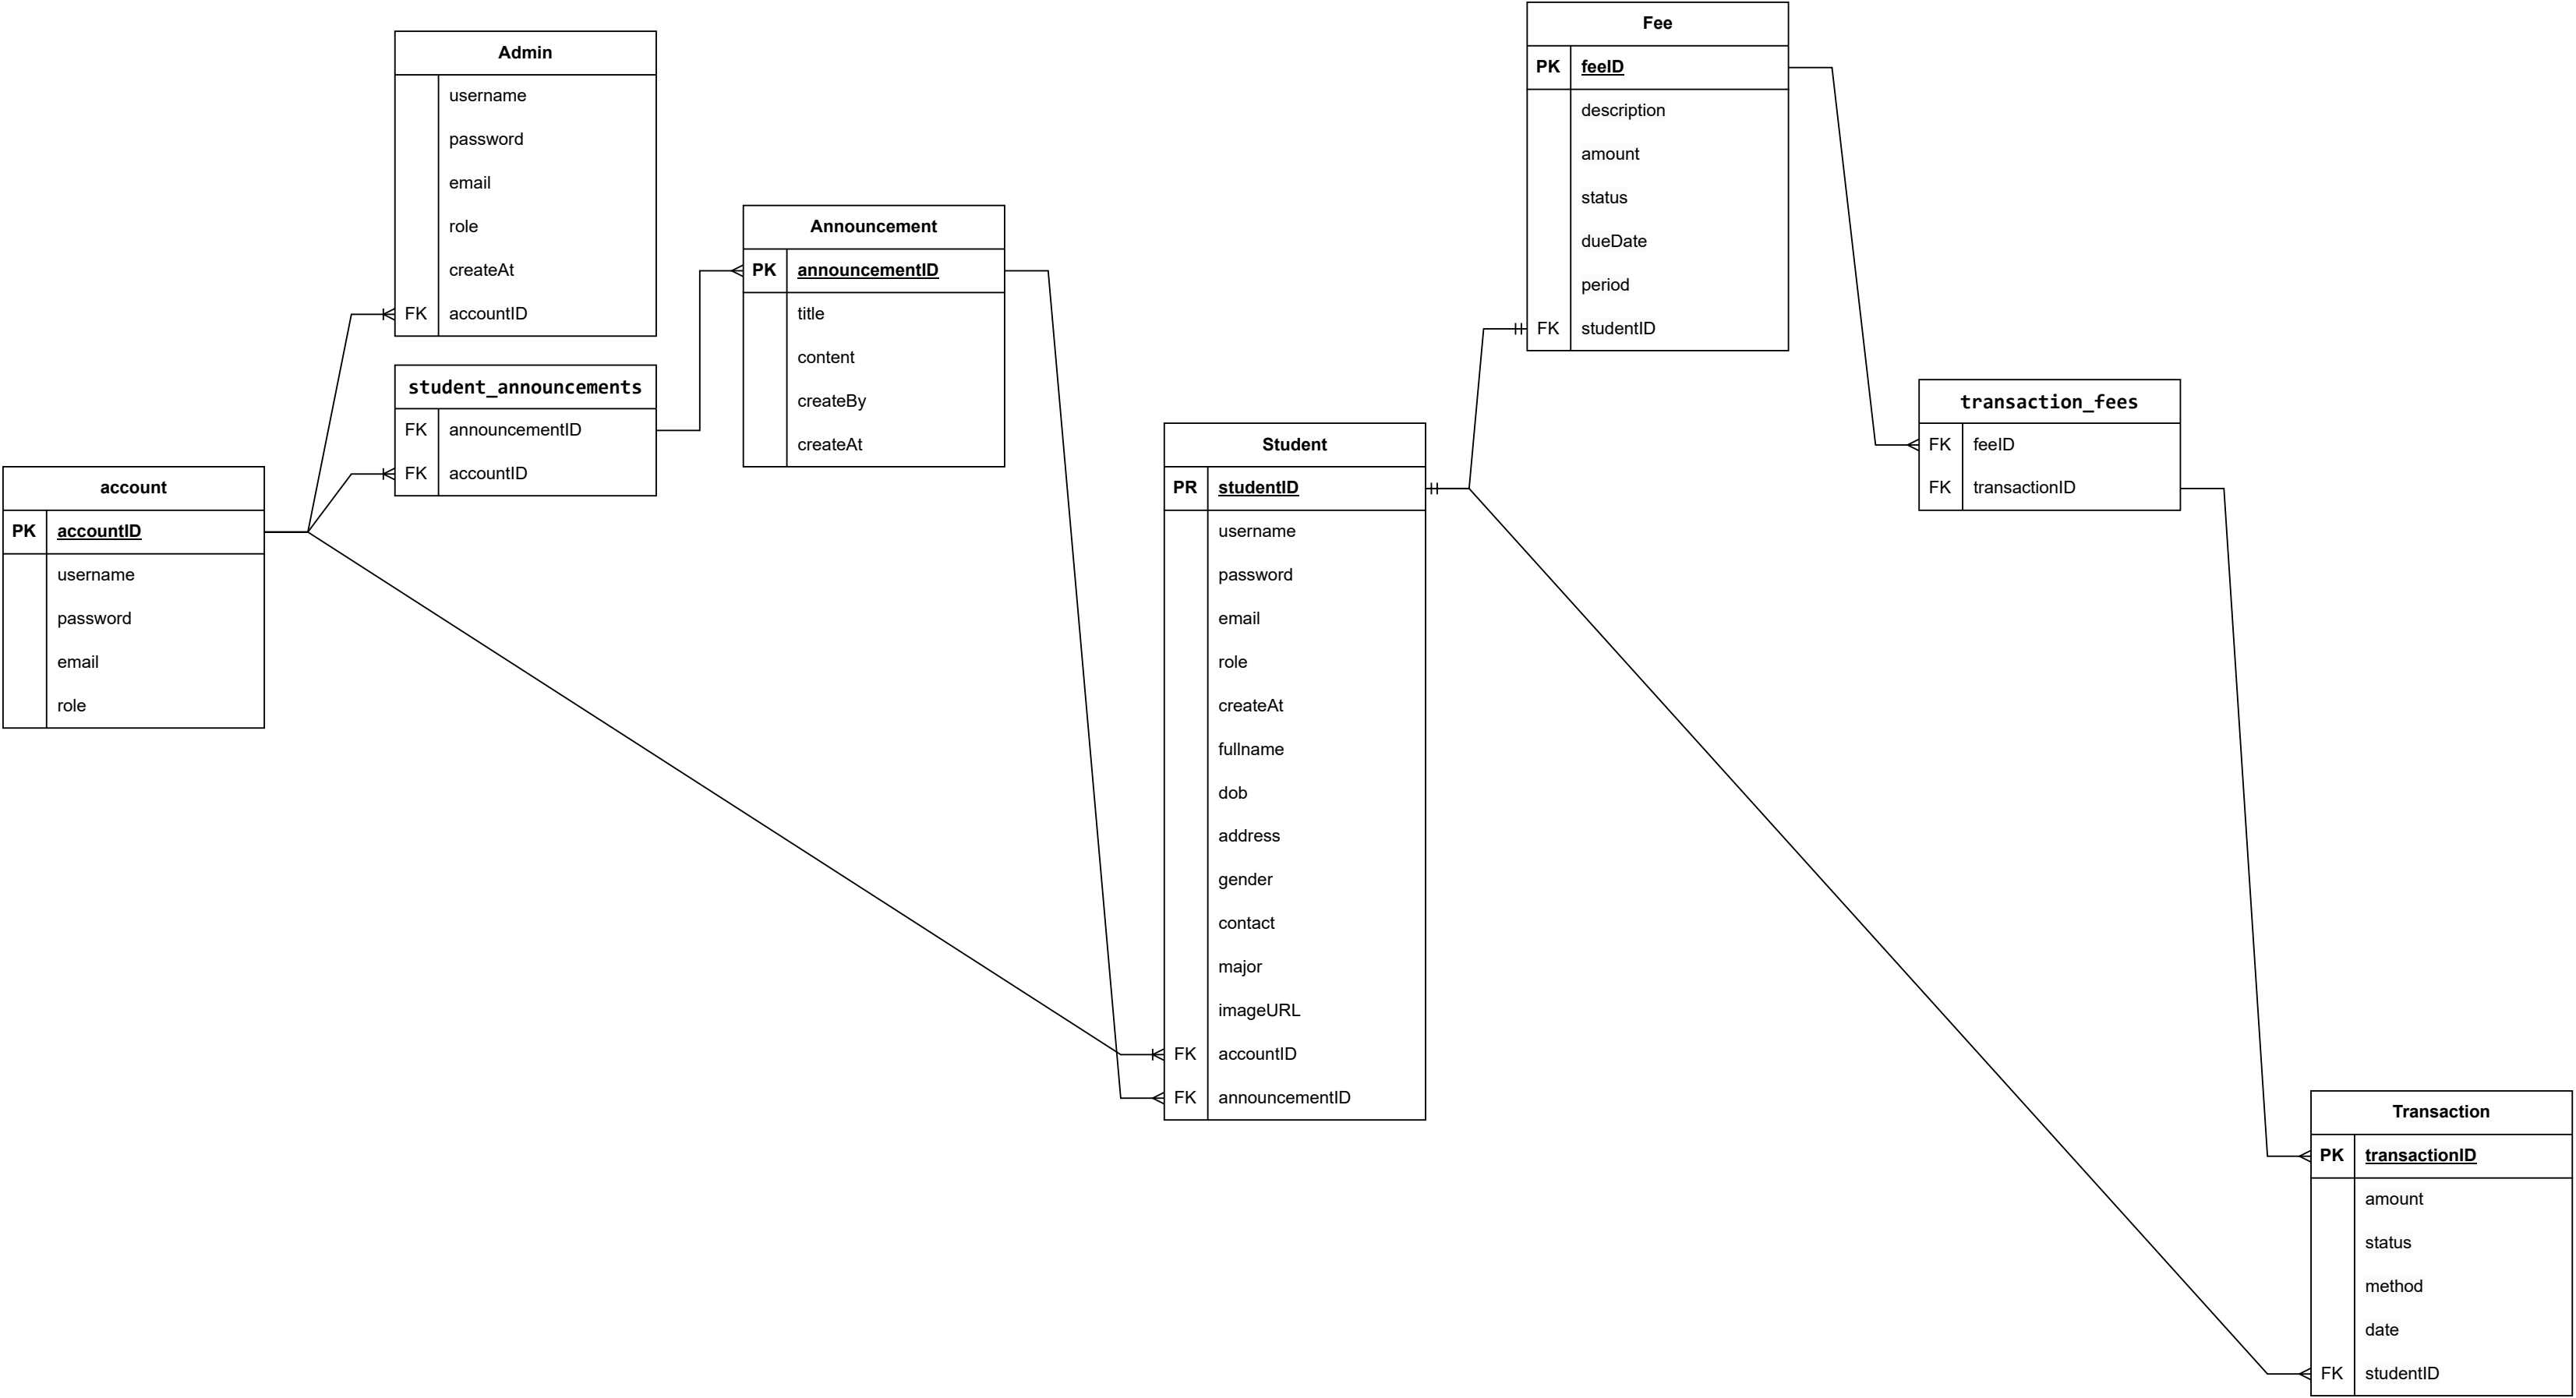 Admin
username
password
email
role
createAt
FK accountID
student_announcements
FK announcementID
FK accountID
account
PK accountID
username
password
email
role
Announcement
PK announcementID
title
content
createBy
createAt
Student
PR studentID
username
password
email
role
createAt
fullname
dob
address
gender
contact
major
imageURL
FK accountID
FK announcementID
Fee
PK feeID
description
amount
status
dueDate
period
FK studentID
transaction_fees
FK feeID
FK transactionID
Transaction
PK transactionID
amount
status
method
date
FK studentID